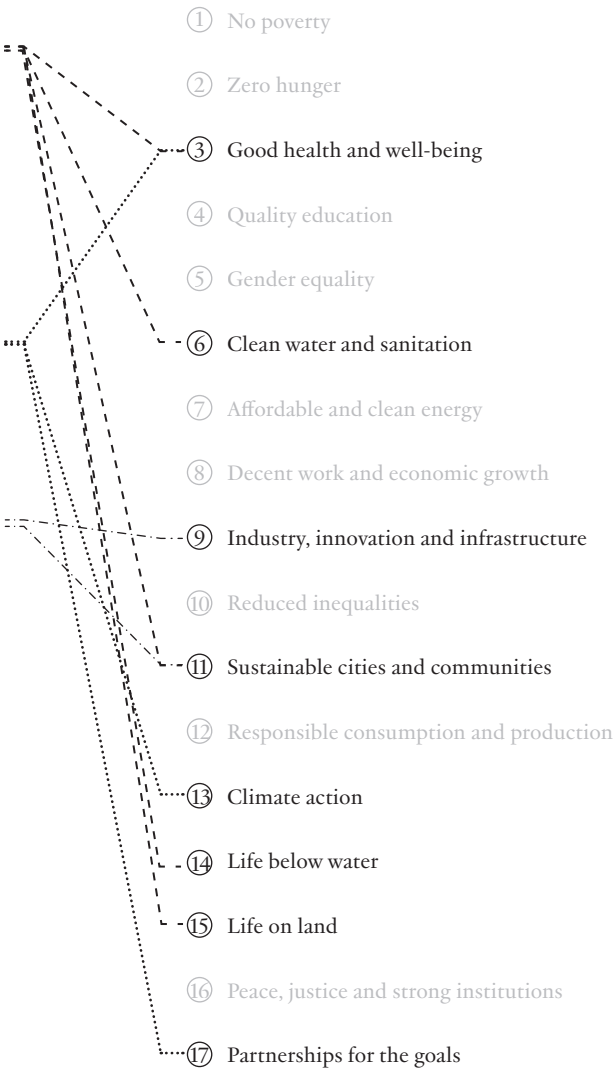 ① No poverty
② Zero hunger
③ Good health and well-being
④ Quality education
⑤ Gender equality
⑥ Clean water and sanitation
⑦ Affordable and clean energy
⑧ Decent work and economic growth
⑨ Industry, innovation and infrastructure
⑩ Reduced inequalities
⑪ Sustainable cities and communities
⑫ Responsible consumption and production
⑬ Climate action
⑭ Life below water
⑮ Life on land
⑯ Peace, justice and strong institutions
⑰ Partnerships for the goals